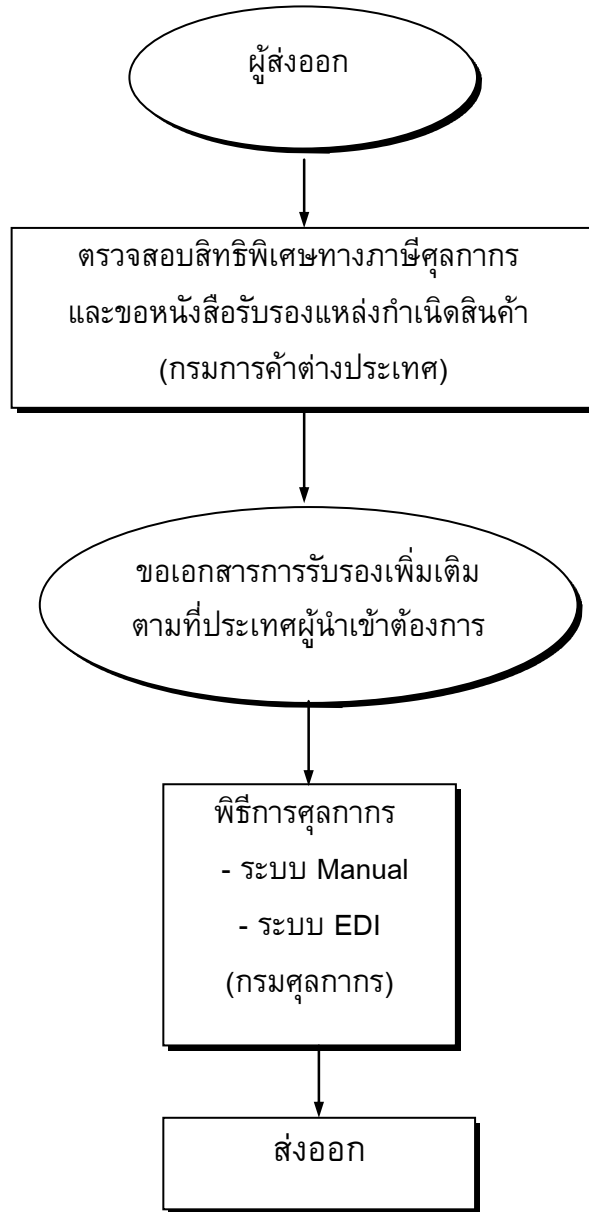 ผู้ส่งออก
ตรวจสอบสิทธิพิเศษทางภาษีศุลกากร
และขอหนังสือรับรองแหล่งกำเนิดสินค้า
(กรมการค้าต่างประเทศ)
ขอเอกสารการรับรองเพิ่มเติม
ตามที่ประเทศผู้นำเข้าต้องการ
พิธีการศุลกากร
- ระบบ Manual
- ระบบ EDI
(กรมศุลกากร)
ส่งออก